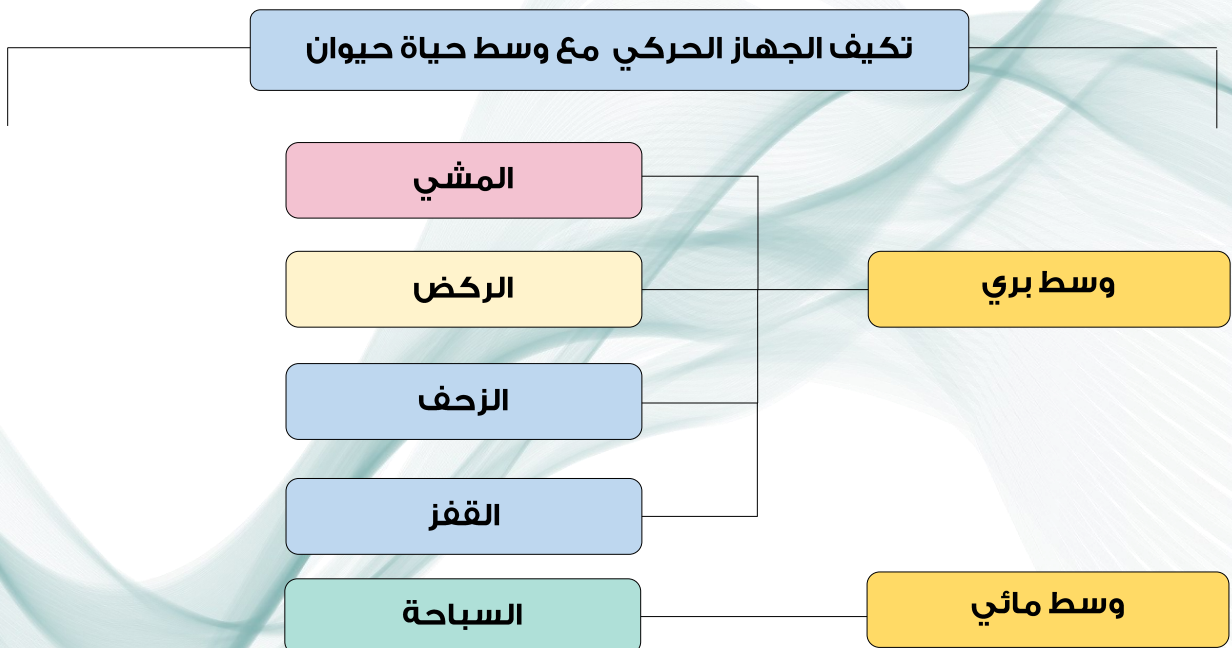 تكيف الجهاز الحركي مع وسط حياة حيوان
المشي
وسط بري
الركض
الزحف
القفز
وسط مائي
السباحة